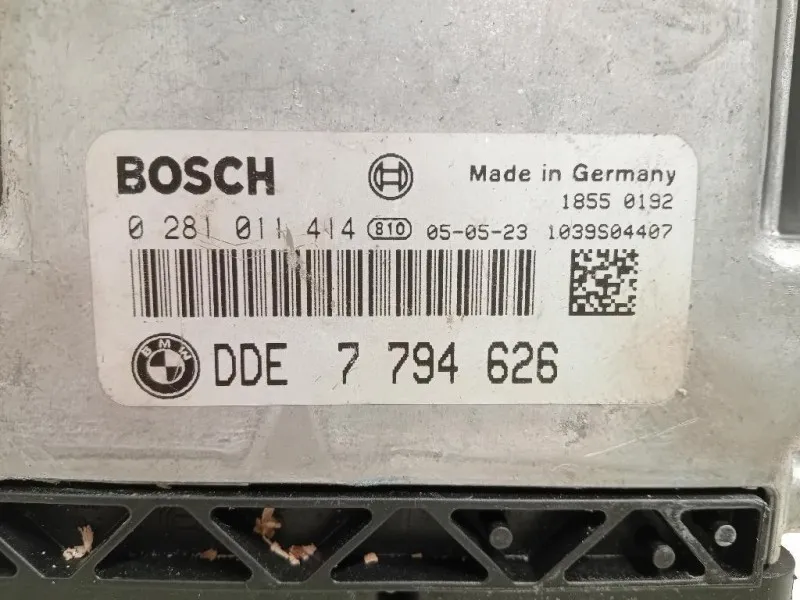 BOSCH
Made in Germany
1855 0192
0 281 011 414 810 05-05-23 1039S04407
BMW DDE 7 794 626